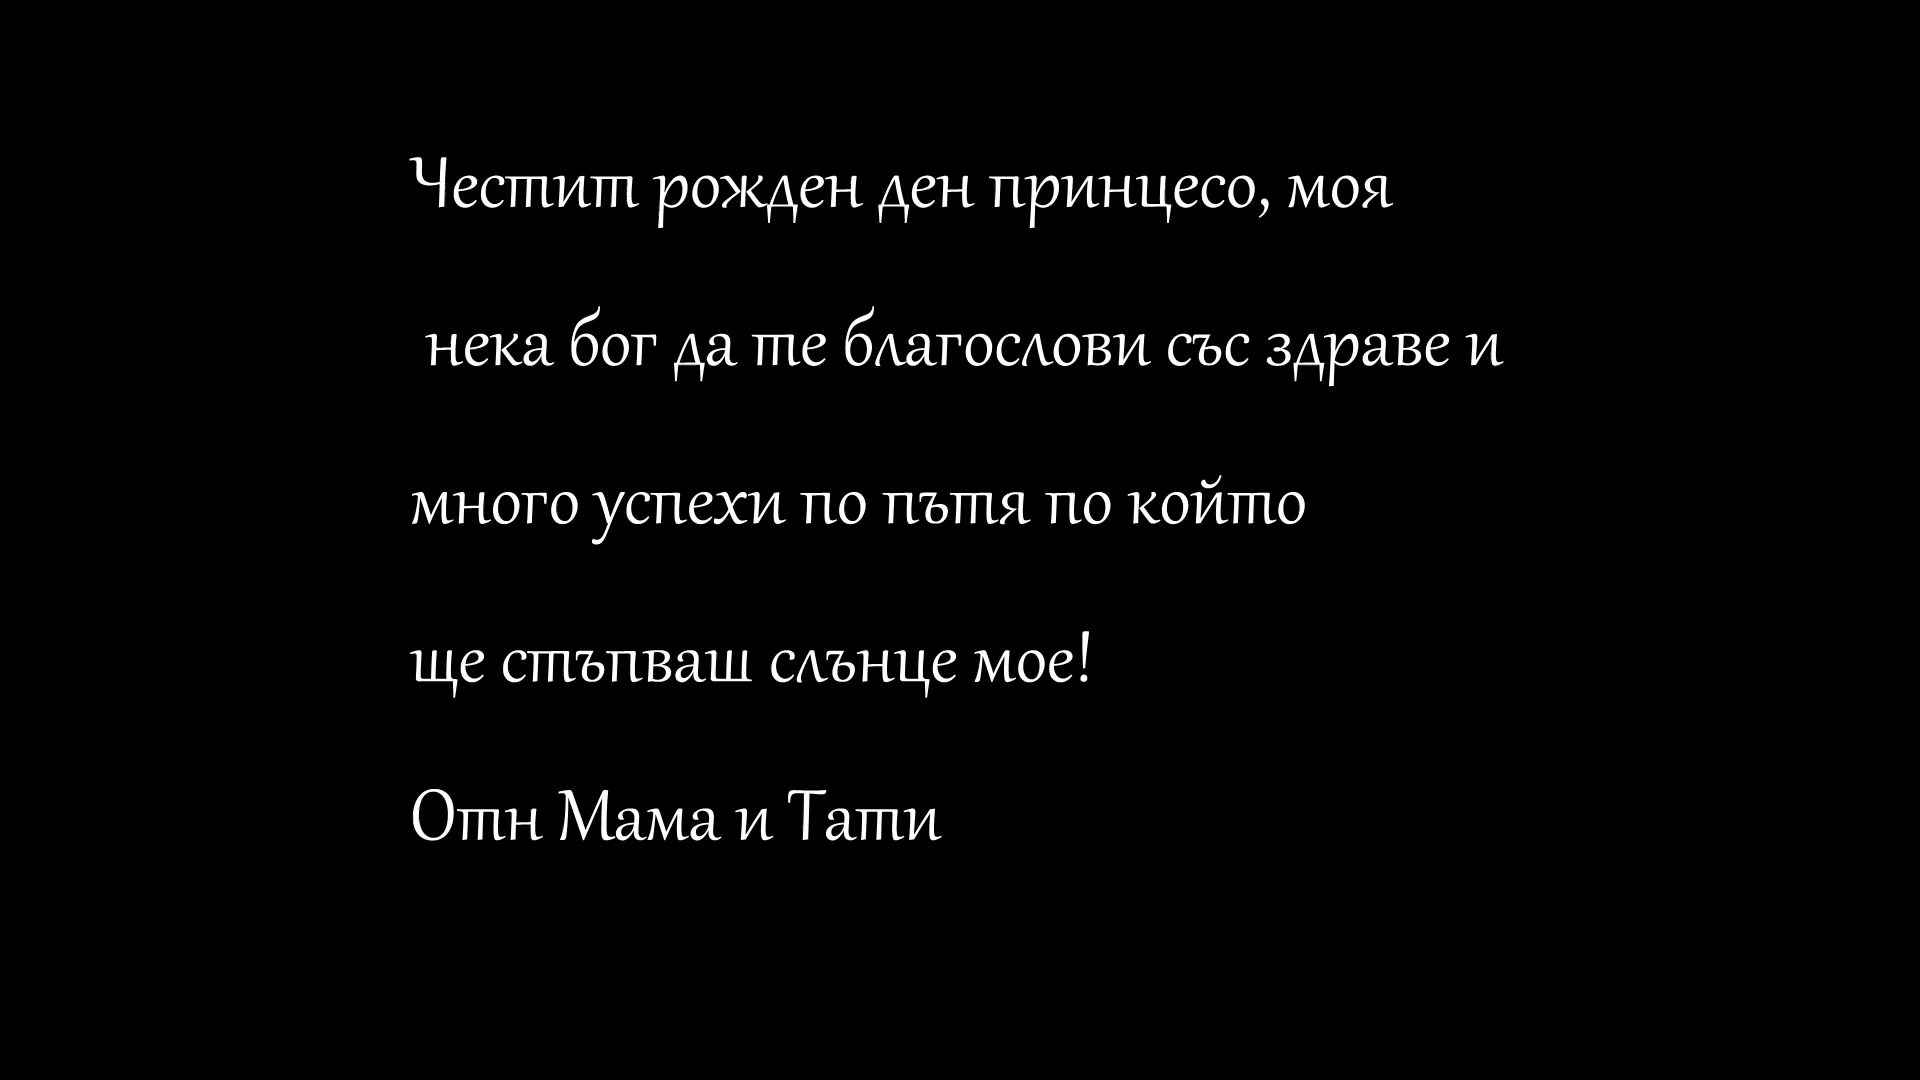 Честит рожден ден принцесо, моя
нека бог да те благослови със здраве и
много успехи по пътя по който
ще стъпваш слънце мое!
Отн Мама и Тати